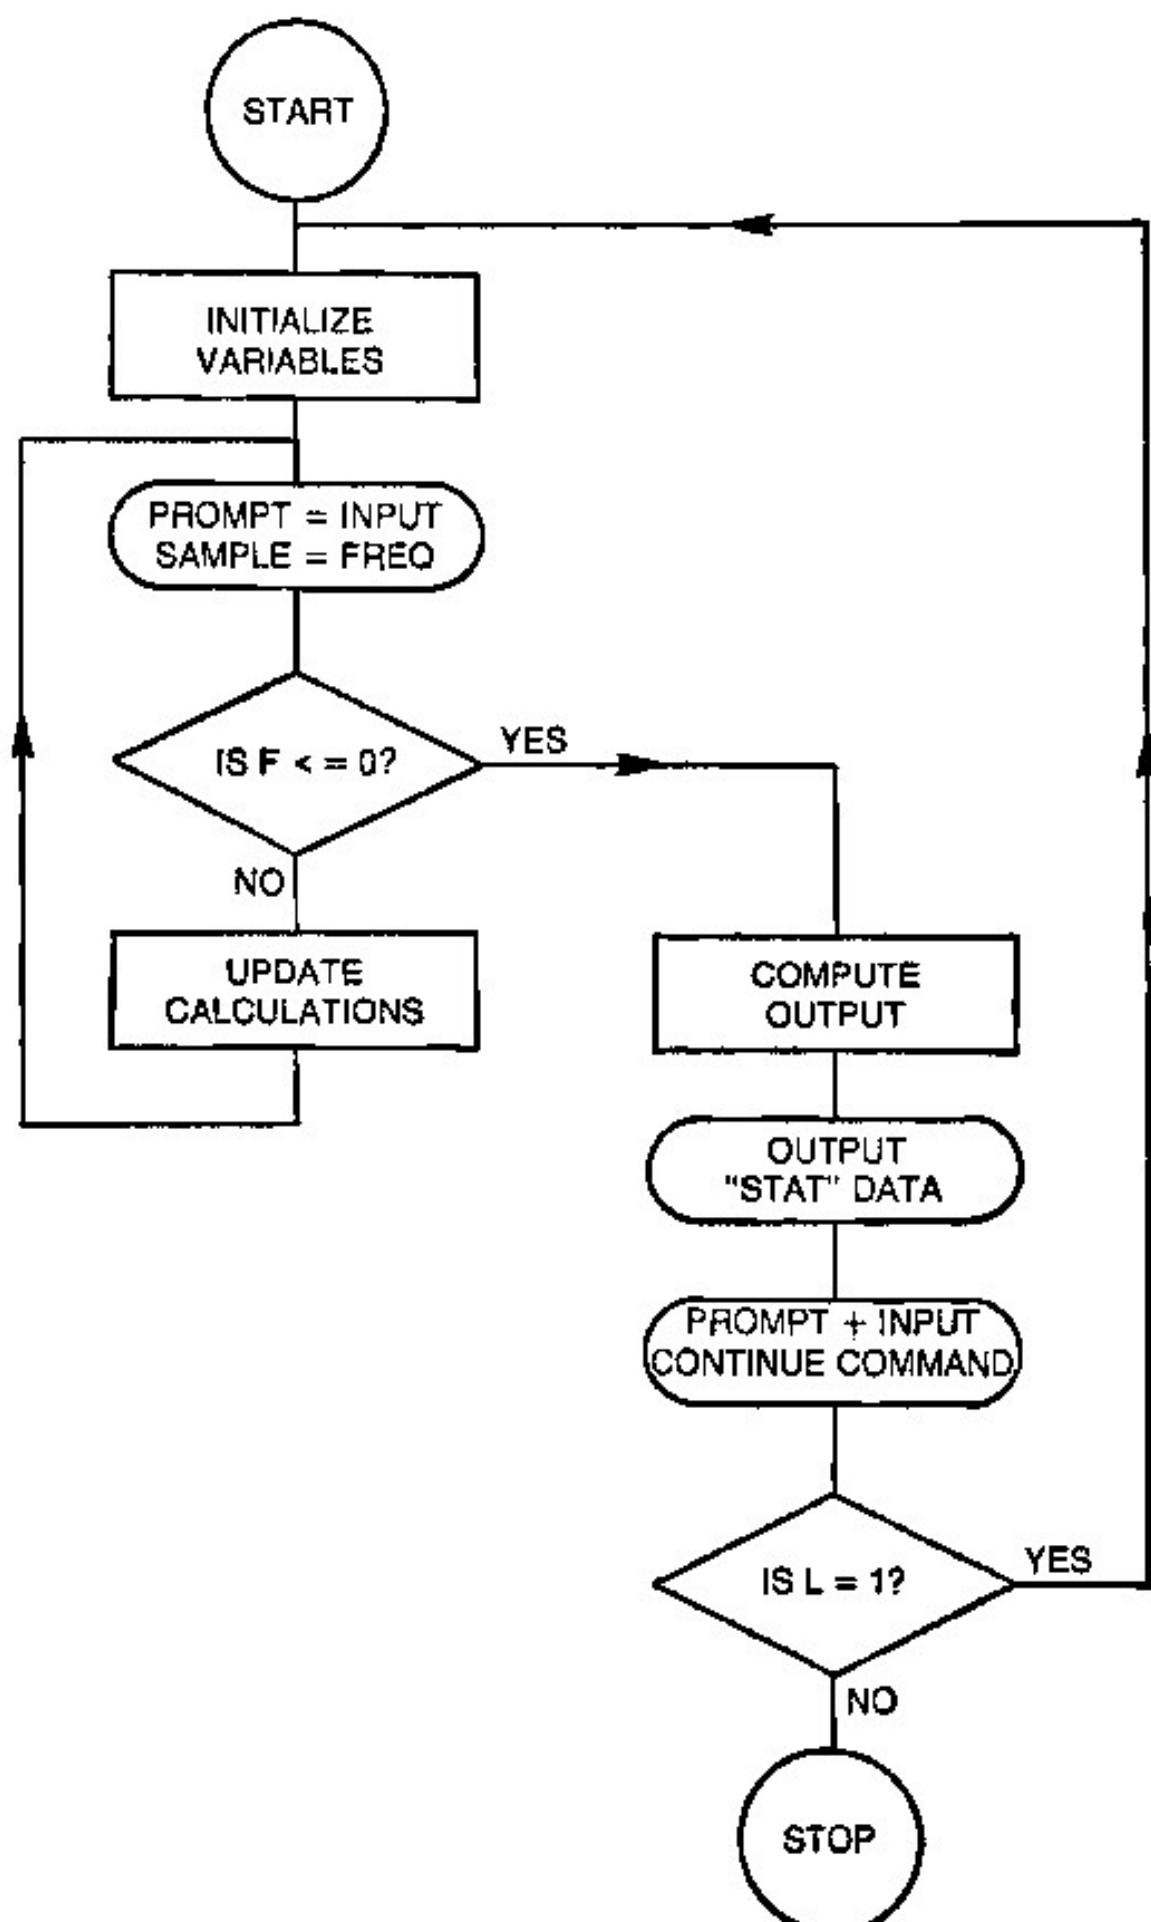 START
INITIALIZE
VARIABLES
PROMPT = INPUT
SAMPLE = FREQ
IS F < = 0?
YES
NO
UPDATE
CALCULATIONS
COMPUTE
OUTPUT
OUTPUT
"STAT" DATA
PROMPT + INPUT
CONTINUE COMMAND
IS L = 1?
YES
NO
STOP